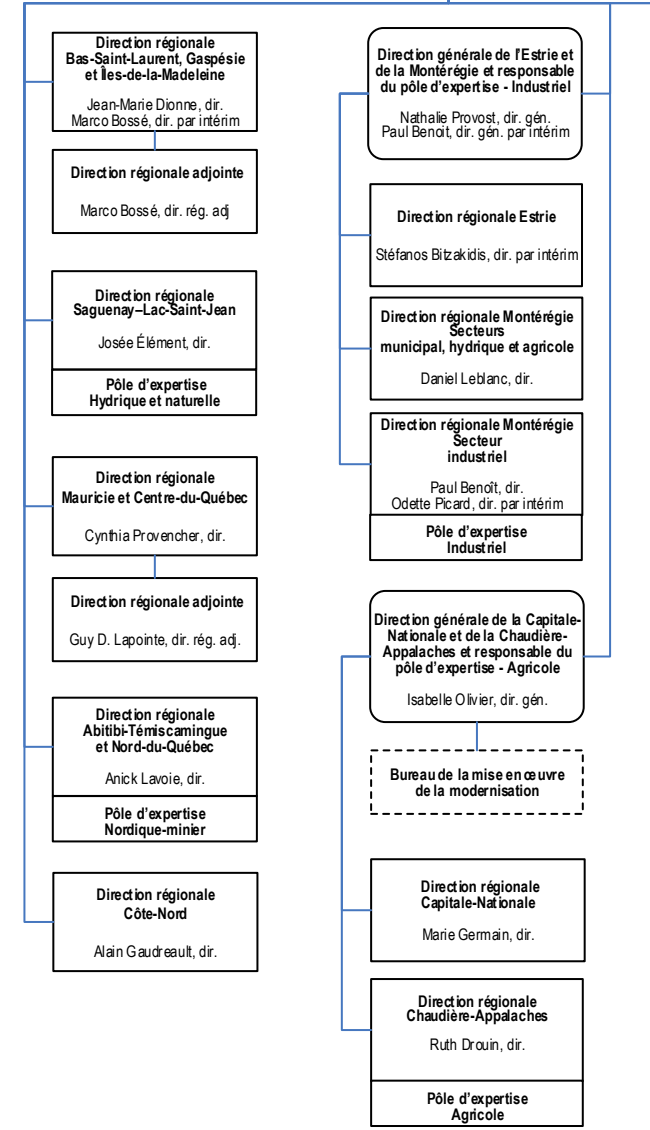 Direction régionale
Bas-Saint-Laurent, Gaspésie
et Îles-de-la-Madeleine
Jean-Marie Dionne, dir.
Marco Bossé, dir. par intérim
Direction régionale adjointe
Marco Bossé, dir. rég. adj
Direction régionale
Saguenay–Lac-Saint-Jean
Josée Élément, dir.
Pôle d'expertise
Hydrique et naturelle
Direction régionale
Mauricie et Centre-du-Québec
Cynthia Provencher, dir.
Direction régionale adjointe
Guy D. Lapointe, dir. rég. adj.
Direction régionale
Abitibi-Témiscamingue
et Nord-du-Québec
Anick Lavoie, dir.
Pôle d'expertise
Nordique-minier
Direction régionale
Côte-Nord
Alain Gaudreault, dir.
Direction générale de l'Estrie et
de la Montérégie et responsable
du pôle d'expertise - Industriel
Nathalie Provost, dir. gén.
Paul Benoit, dir. gén. par intérim
Direction régionale Estrie
Stéfanos Bitzakidis, dir. par intérim
Direction régionale Montérégie
Secteurs
municipal, hydrique et agricole
Daniel Leblanc, dir.
Direction régionale Montérégie
Secteur
industriel
Paul Benoît, dir.
Odette Picard, dir. par intérim
Pôle d'expertise
Industriel
Direction générale de la Capitale-
Nationale et de la Chaudière-
Appalaches et responsable du
pôle d'expertise - Agricole
Isabelle Olivier, dir. gén.
Bureau de la mise en œuvre
de la modernisation
Direction régionale
Capitale-Nationale
Marie Germain, dir.
Direction régionale
Chaudière-Appalaches
Ruth Drouin, dir.
Pôle d'expertise
Agricole